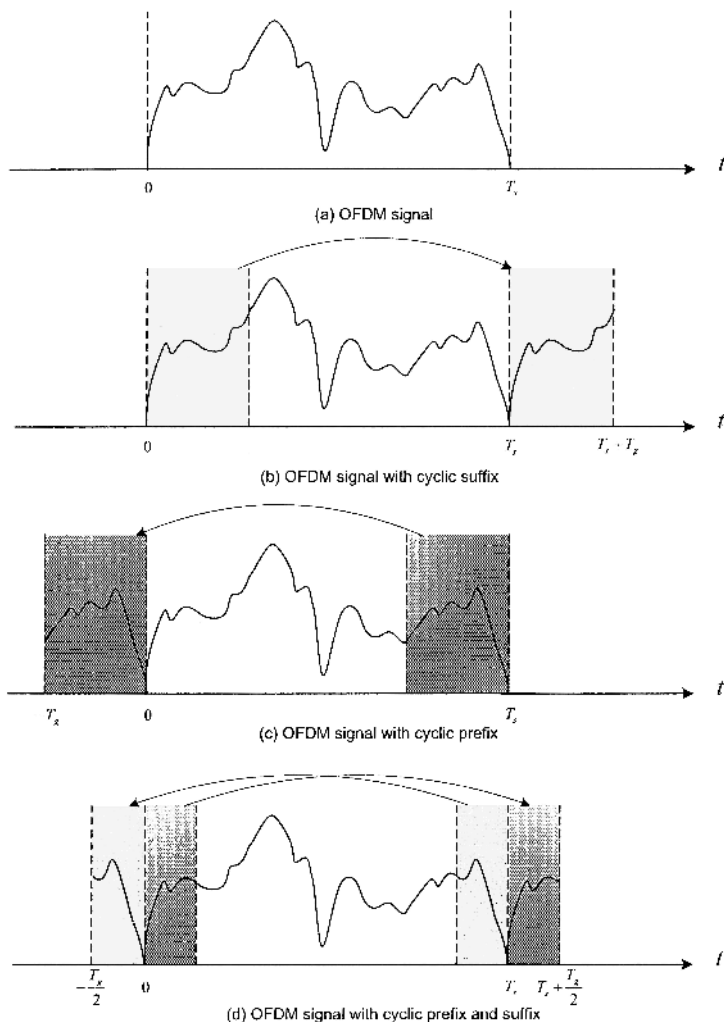 t
0 T_s
(a) OFDM signal
t
0 T_s T_s + T_g
(b) OFDM signal with cyclic suffix
t
T_g 0 T_s
(c) OFDM signal with cyclic prefix
t
-T_g/2 0 T_s T_s + T_g/2
(d) OFDM signal with cyclic prefix and suffix